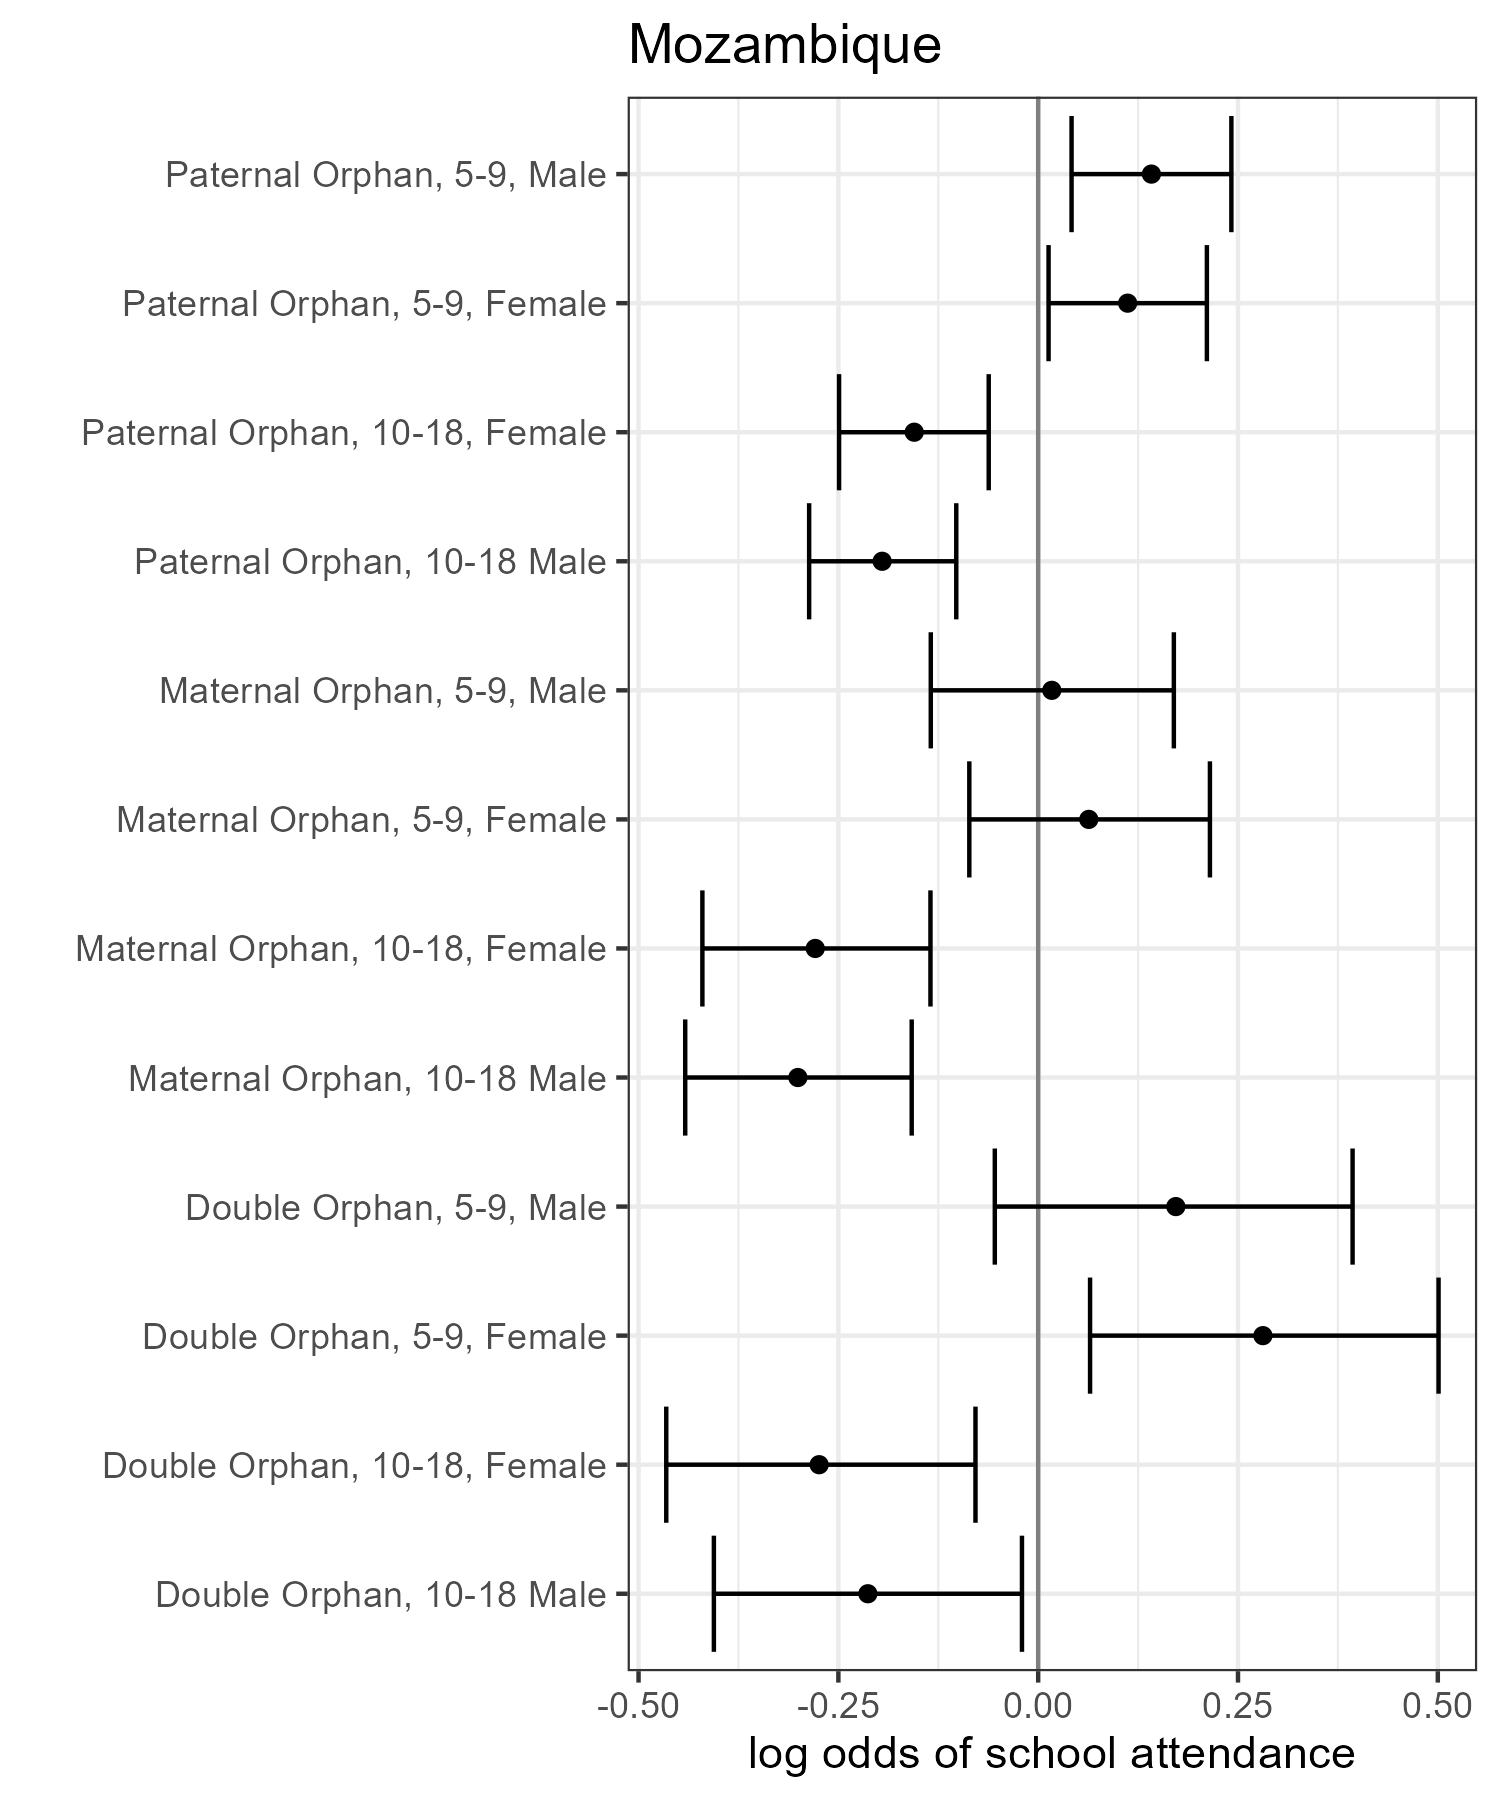 Mozambique
Paternal Orphan, 5-9, Male
Paternal Orphan, 5-9, Female
Paternal Orphan, 10-18, Female
Paternal Orphan, 10-18 Male
Maternal Orphan, 5-9, Male
Maternal Orphan, 5-9, Female
Maternal Orphan, 10-18, Female
Maternal Orphan, 10-18 Male
Double Orphan, 5-9, Male
Double Orphan, 5-9, Female
Double Orphan, 10-18, Female
Double Orphan, 10-18 Male
-0.50 -0.25 0.00 0.25 0.50
log odds of school attendance